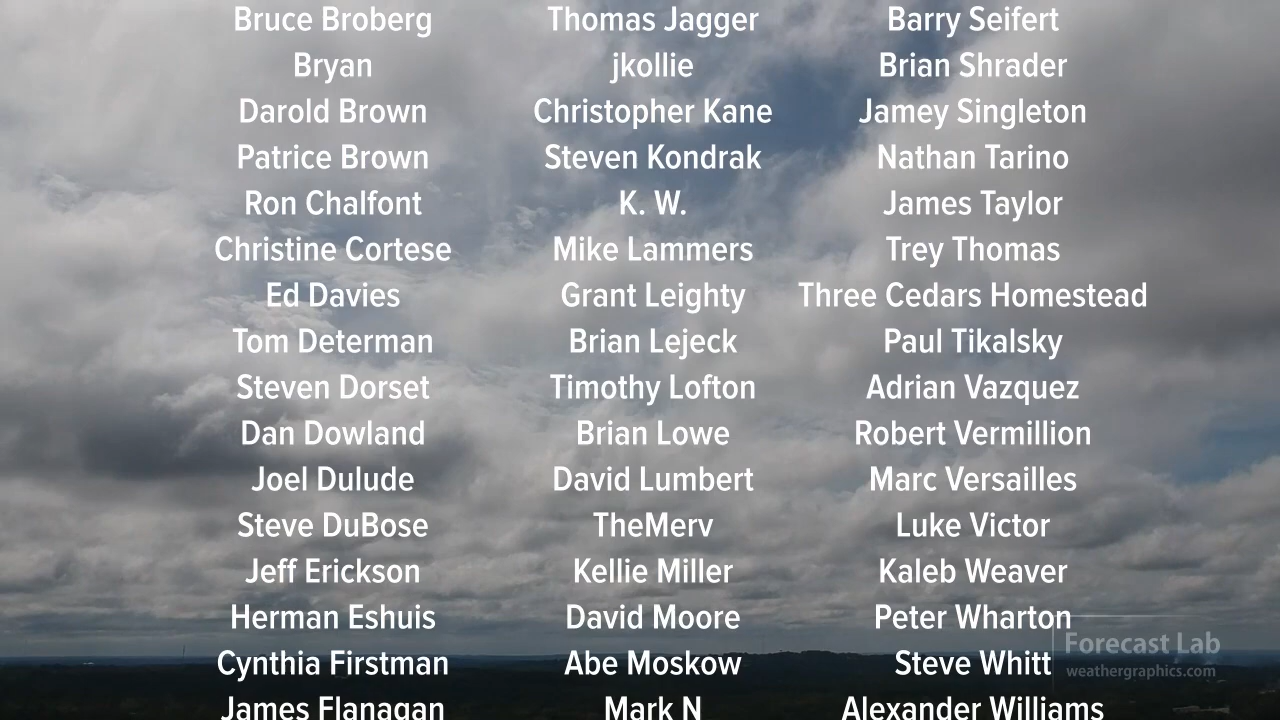 Bruce Broberg
Bryan
Darold Brown
Patrice Brown
Ron Chalfont
Christine Cortese
Ed Davies
Tom Determan
Steven Dorset
Dan Dowland
Joel Dulude
Steve DuBose
Jeff Erickson
Herman Eshuis
Cynthia Firstman
James Flanagan
Thomas Jagger
jkollie
Christopher Kane
Steven Kondrak
K. W.
Mike Lammers
Grant Leighty
Brian Lejeck
Timothy Lofton
Brian Lowe
David Lumbert
TheMerv
Kellie Miller
David Moore
Abe Moskow
Mark N
Barry Seifert
Brian Shrader
Jamey Singleton
Nathan Tarino
James Taylor
Trey Thomas
Three Cedars Homestead
Paul Tikalsky
Adrian Vazquez
Robert Vermillion
Marc Versailles
Luke Victor
Kaleb Weaver
Peter Wharton
Steve Whitt
Alexander Williams
Forecast Lab
weathergraphics.com